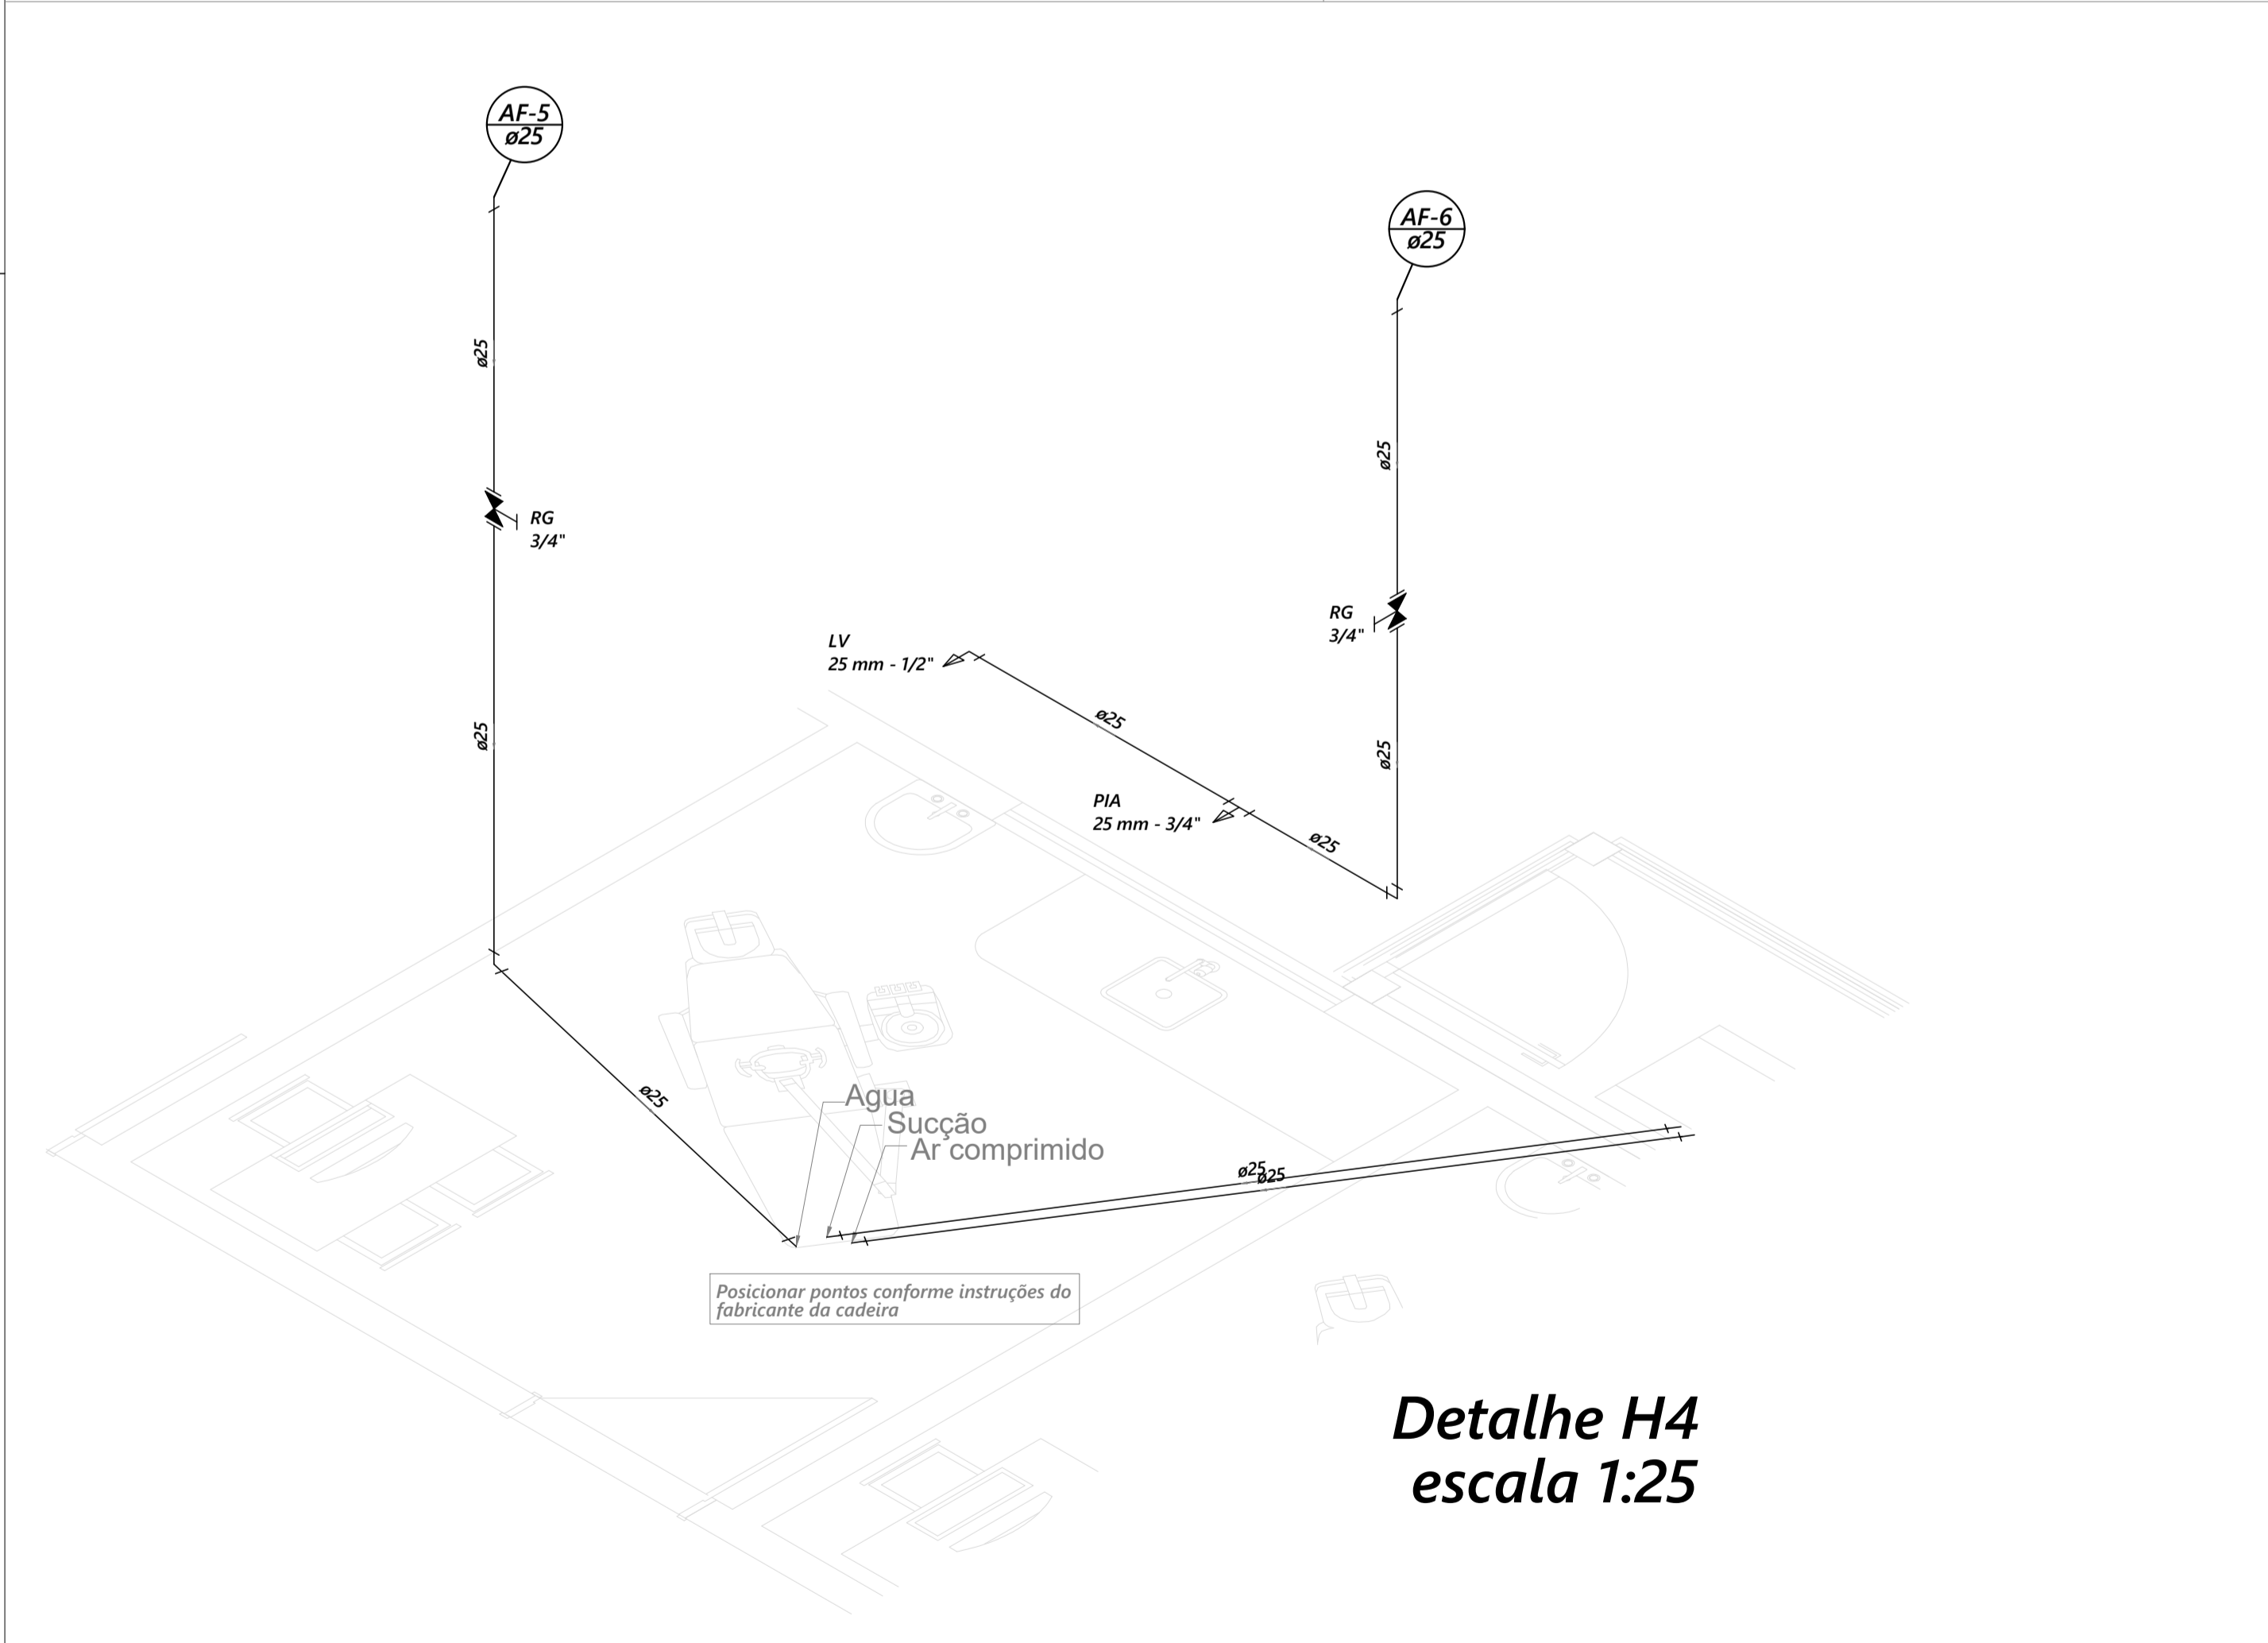 AF-5
ø25
AF-6
ø25
ø25
ø25
RG
3/4"
RG
3/4"
LV
25 mm - 1/2"
ø25
ø25
ø25
PIA
25 mm - 3/4"
ø25
ø25
Agua
Sucção
Ar comprimido
ø25
ø25
Posicionar pontos conforme instruções do
fabricante da cadeira
Detalhe H4
escala 1:25